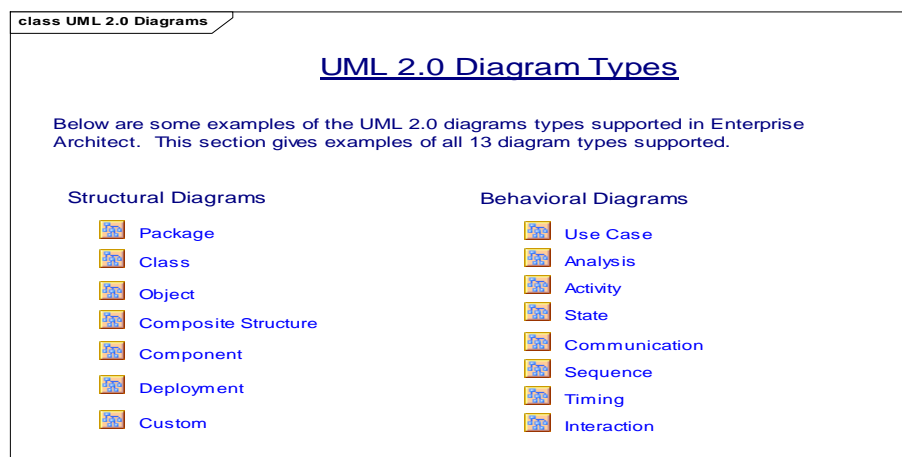 class UML 2.0 Diagrams
UML 2.0 Diagram Types
Below are some examples of the UML 2.0 diagrams types supported in Enterprise
Architect. This section gives examples of all 13 diagram types supported.
Structural Diagrams
Package
Class
Object
Composite Structure
Component
Deployment
Custom
Behavioral Diagrams
Use Case
Analysis
Activity
State
Communication
Sequence
Timing
Interaction